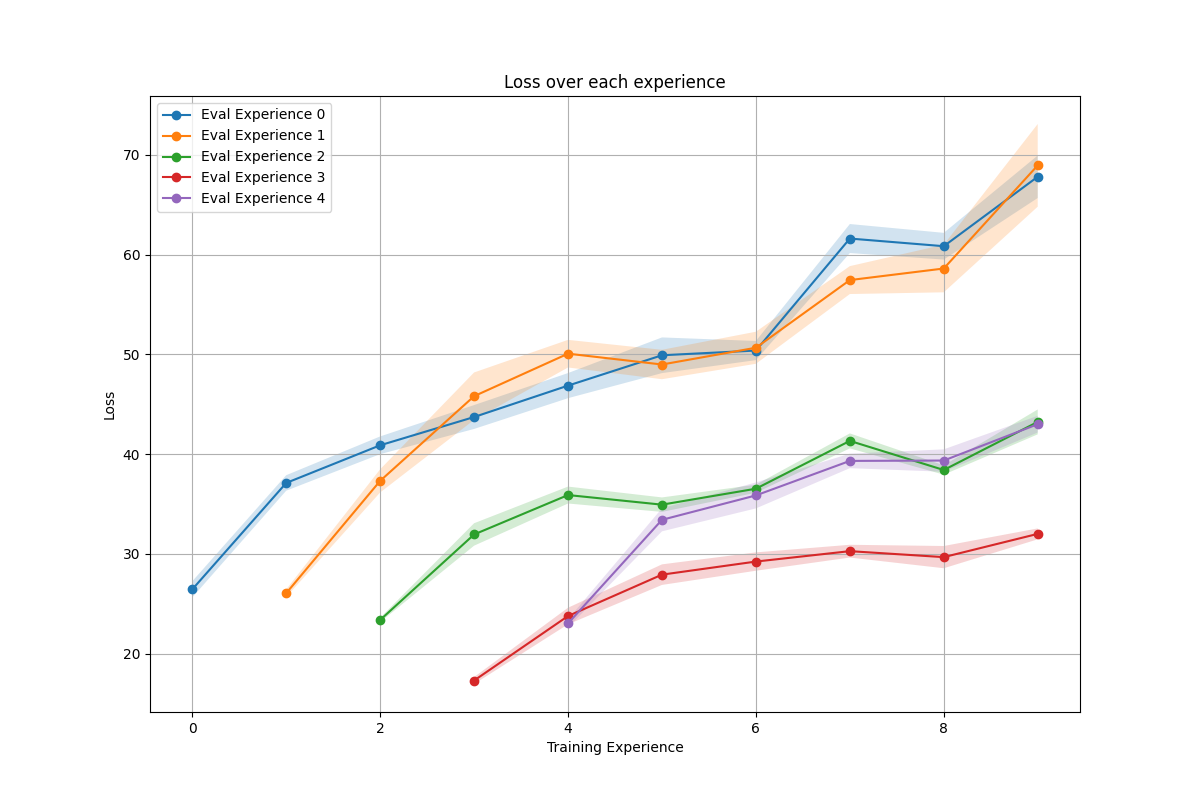 Loss over each experience
Eval Experience 0
Eval Experience 1
Eval Experience 2
Eval Experience 3
Eval Experience 4
Loss
70
60
50
40
30
20
0 2 4 6 8
Training Experience